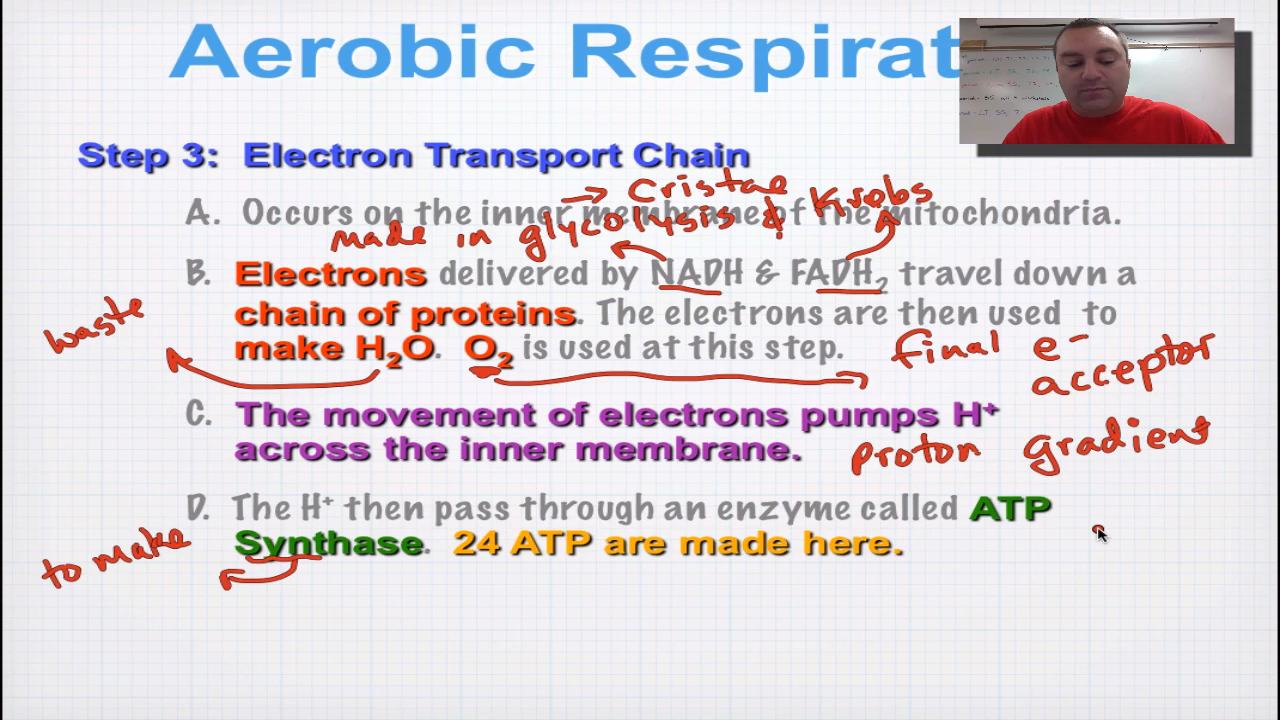 Aerobic Respirat
Step 3: Electron Transport Chain
→ Cristae
A. Occurs on the inner membrane of the mitochondria.
made in glycolysis & Krebs
B. Electrons delivered by NADH & FADH₂ travel down a
waste
chain of proteins. The electrons are then used to
make H₂O. O₂ is used at this step.
final e⁻
acceptor
C. The movement of electrons pumps H⁺
across the inner membrane.
proton gradient
D. The H⁺ then pass through an enzyme called ATP
to make
Synthase. 24 ATP are made here.